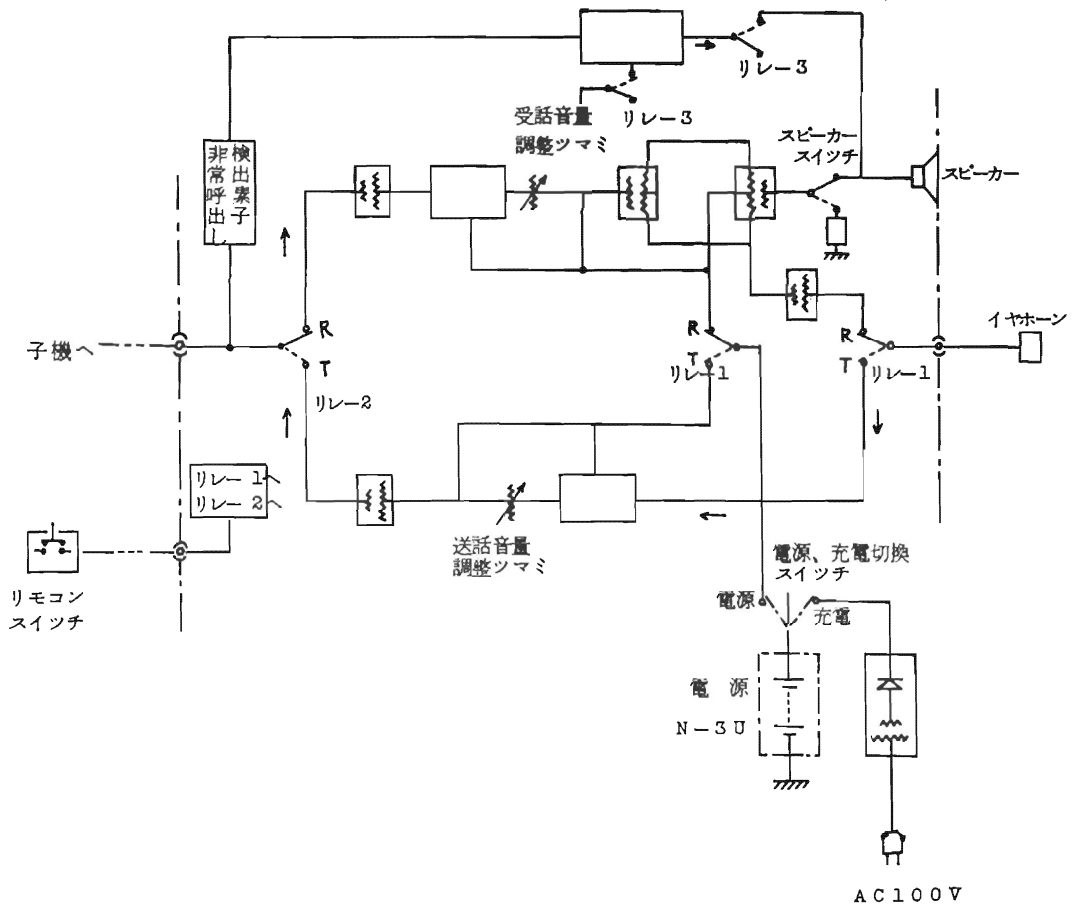 リレー3
リレー3
受話音量
調整ツマミ
スピーカー
スイツチ
スピーカー
非常呼出し
検出素子
イヤホーン
子機へ
R
T
リレー2
R
T
リレー1
R
T
リレー1
リレー 1へ
リレー 2へ
リモコン
スイツチ
送話音量
調整ツマミ
電源、充電切換
スイツチ
電源
充電
電 源
N-3U
AC100V